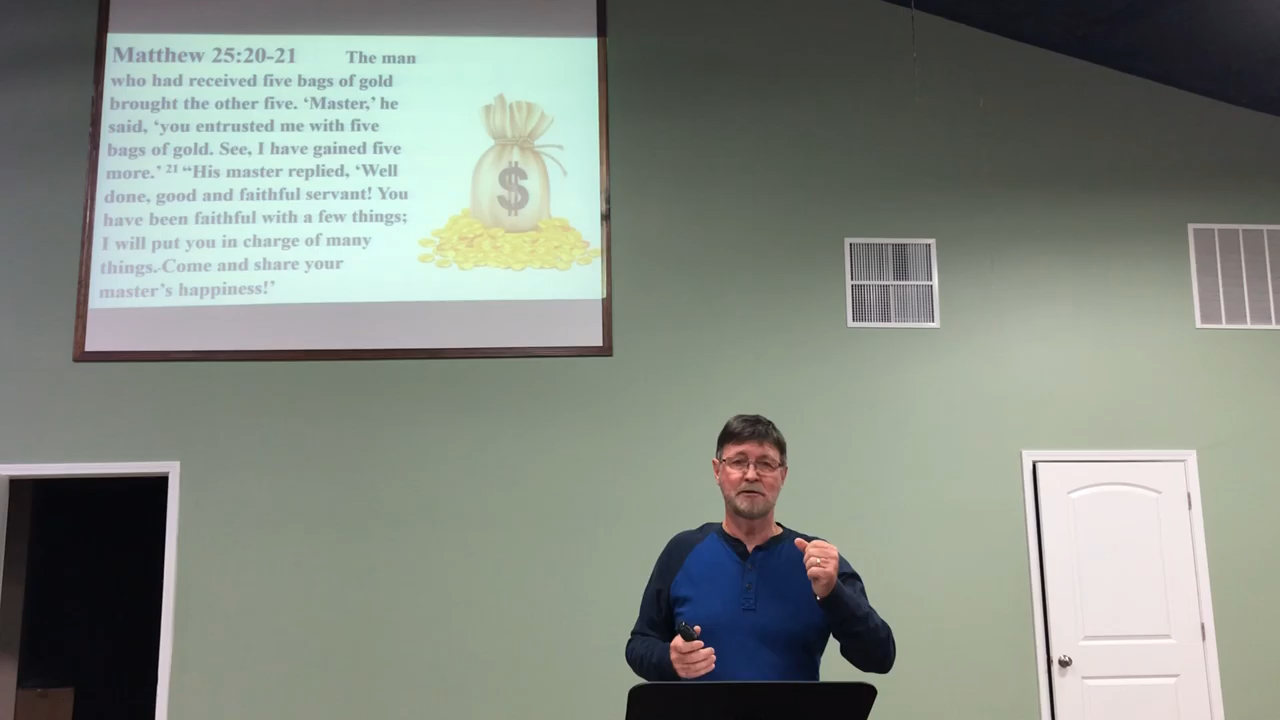 Matthew 25:20-21 The man
who had received five bags of gold
brought the other five. ‘Master,’ he
said, ‘you entrusted me with five
bags of gold. See, I have gained five
more.’ 21 “His master replied, ‘Well
done, good and faithful servant! You
have been faithful with a few things;
I will put you in charge of many
things. Come and share your
master’s happiness!’
$